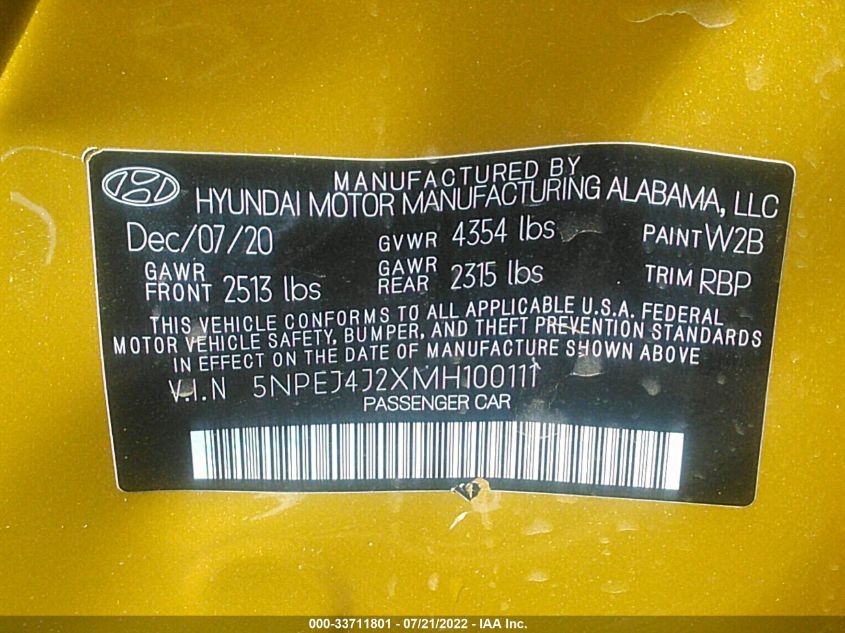 MANUFACTURED BY
HYUNDAI MOTOR MANUFACTURING ALABAMA, LLC
Dec/07/20 GVWR 4354 lbs PAINT W2B
GAWR FRONT 2513 lbs GAWR REAR 2315 lbs TRIM RBP
THIS VEHICLE CONFORMS TO ALL APPLICABLE U.S.A. FEDERAL
MOTOR VEHICLE SAFETY, BUMPER, AND THEFT PREVENTION STANDARDS
IN EFFECT ON THE DATE OF MANUFACTURE SHOWN ABOVE
V.I.N 5NPEJ4J2XMH100111
PASSENGER CAR
000-33711801 - 07/21/2022 - IAA Inc.